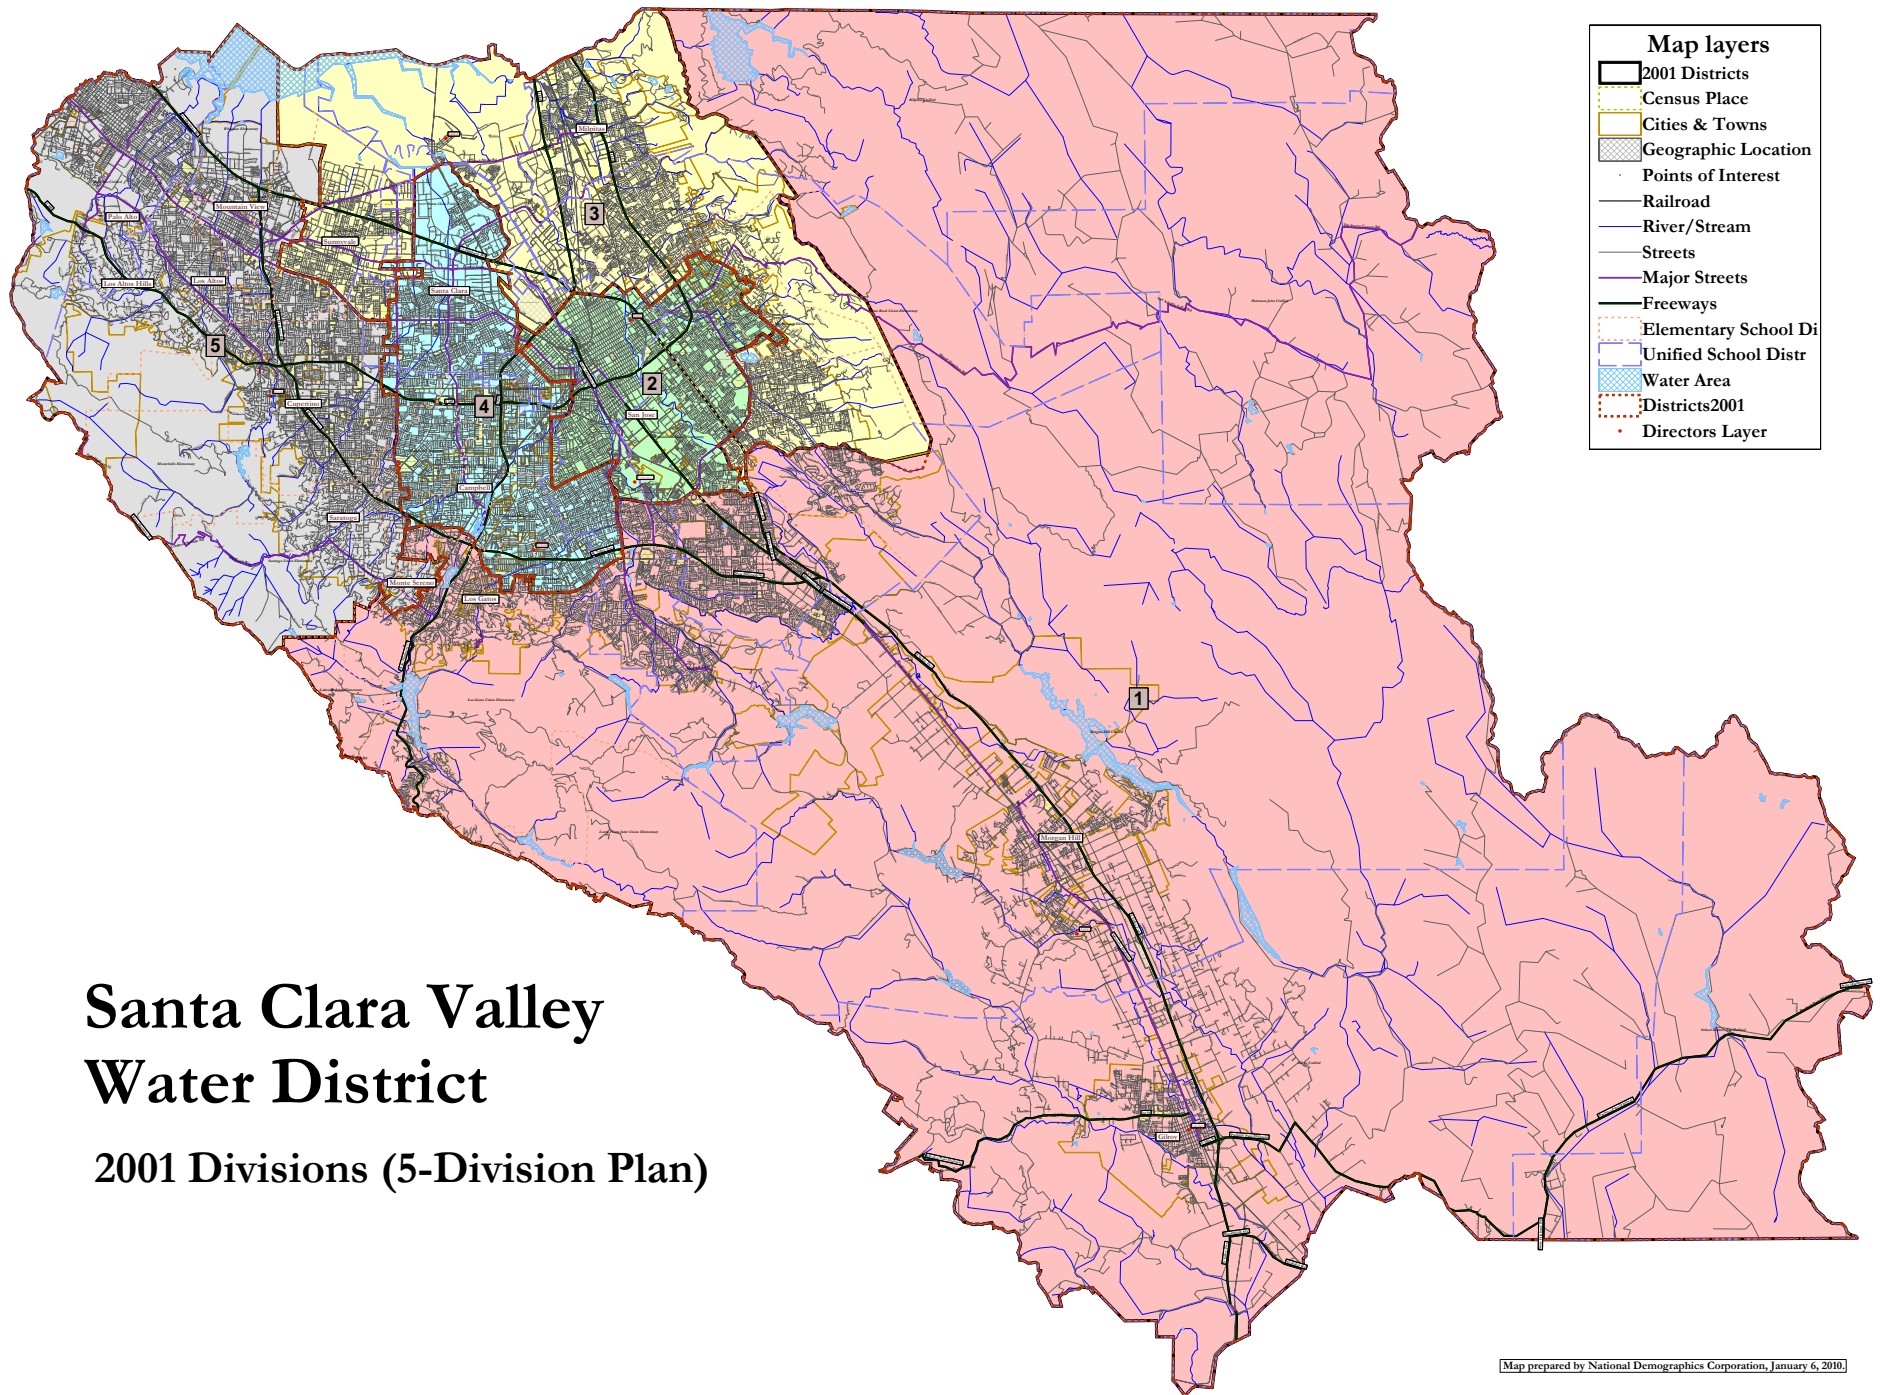 Map layers
2001 Districts
Census Place
Cities & Towns
Geographic Location
Points of Interest
Railroad
River/Stream
Streets
Major Streets
Freeways
Elementary School Di
Unified School Distr
Water Area
Districts2001
Directors Layer
Milpitas
3
Palo Alto
Mountain View
Sunnyvale
Los Altos Hills
Los Altos
Santa Clara
5
2
4
San Jose
Cupertino
Campbell
Saratoga
Monte Sereno
Los Gatos
1
Morgan Hill
Gilroy
Santa Clara Valley
Water District
2001 Divisions (5-Division Plan)
Map prepared by National Demographics Corporation, January 6, 2010.